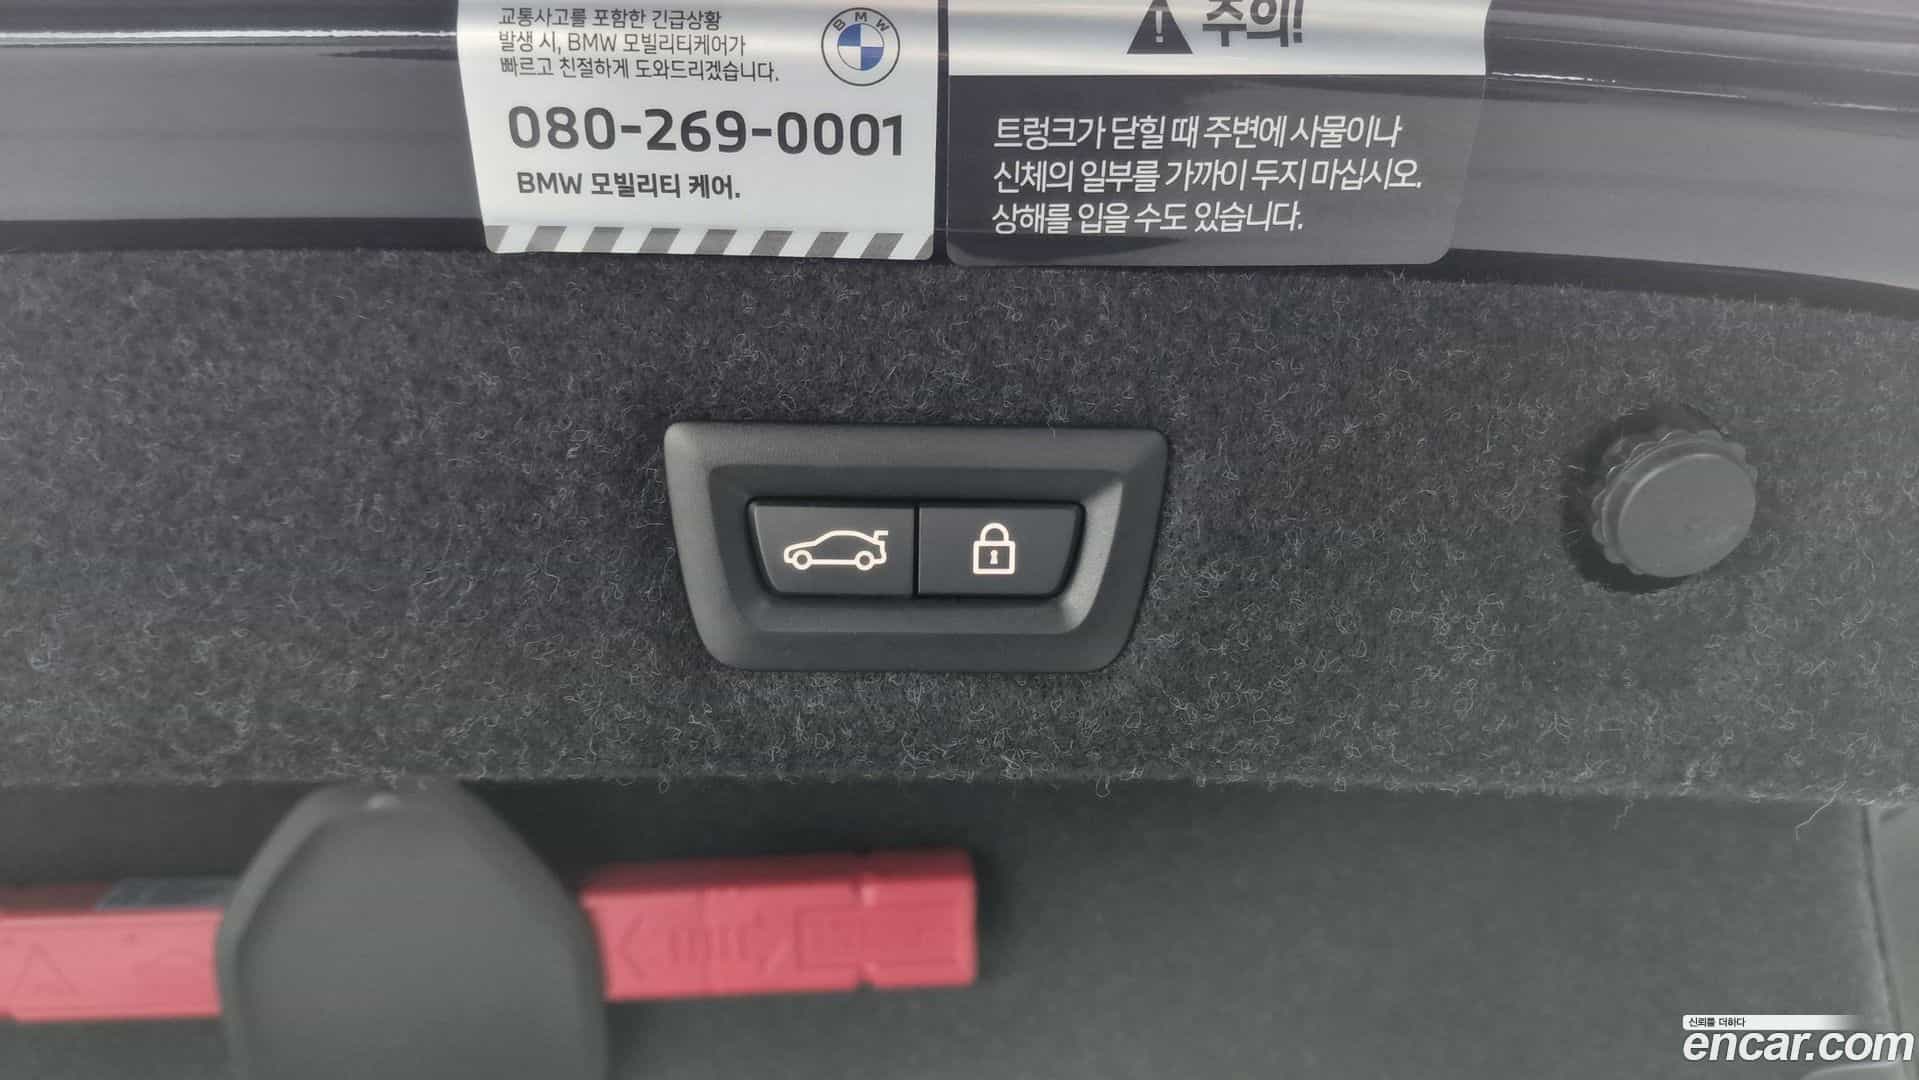 교통사고를 포함한 긴급상황
발생 시, BMW 모빌리티케어가
빠르고 친절하게 도와드리겠습니다.
BMW
080-269-0001
BMW 모빌리티 케어.
주의!
트렁크가 닫힐 때 주변에 사물이나
신체의 일부를 가까이 두지 마십시오.
상해를 입을 수도 있습니다.
신뢰를 더하다
encar.com